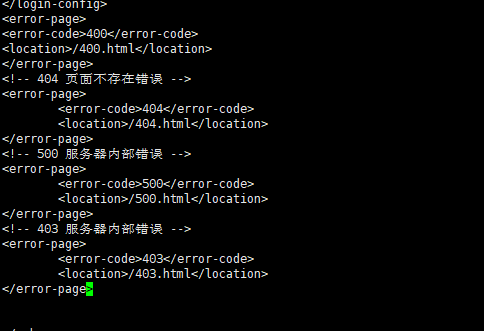 </login-config>
<error-page>
<error-code>400</error-code>
<location>/400.html</location>
</error-page>
<!-- 404 页面不存在错误 -->
<error-page>
        <error-code>404</error-code>
        <location>/404.html</location>
</error-page>
<!-- 500 服务器内部错误 -->
<error-page>
        <error-code>500</error-code>
        <location>/500.html</location>
</error-page>
<!-- 403 服务器内部错误 -->
<error-page>
        <error-code>403</error-code>
        <location>/403.html</location>
</error-page>